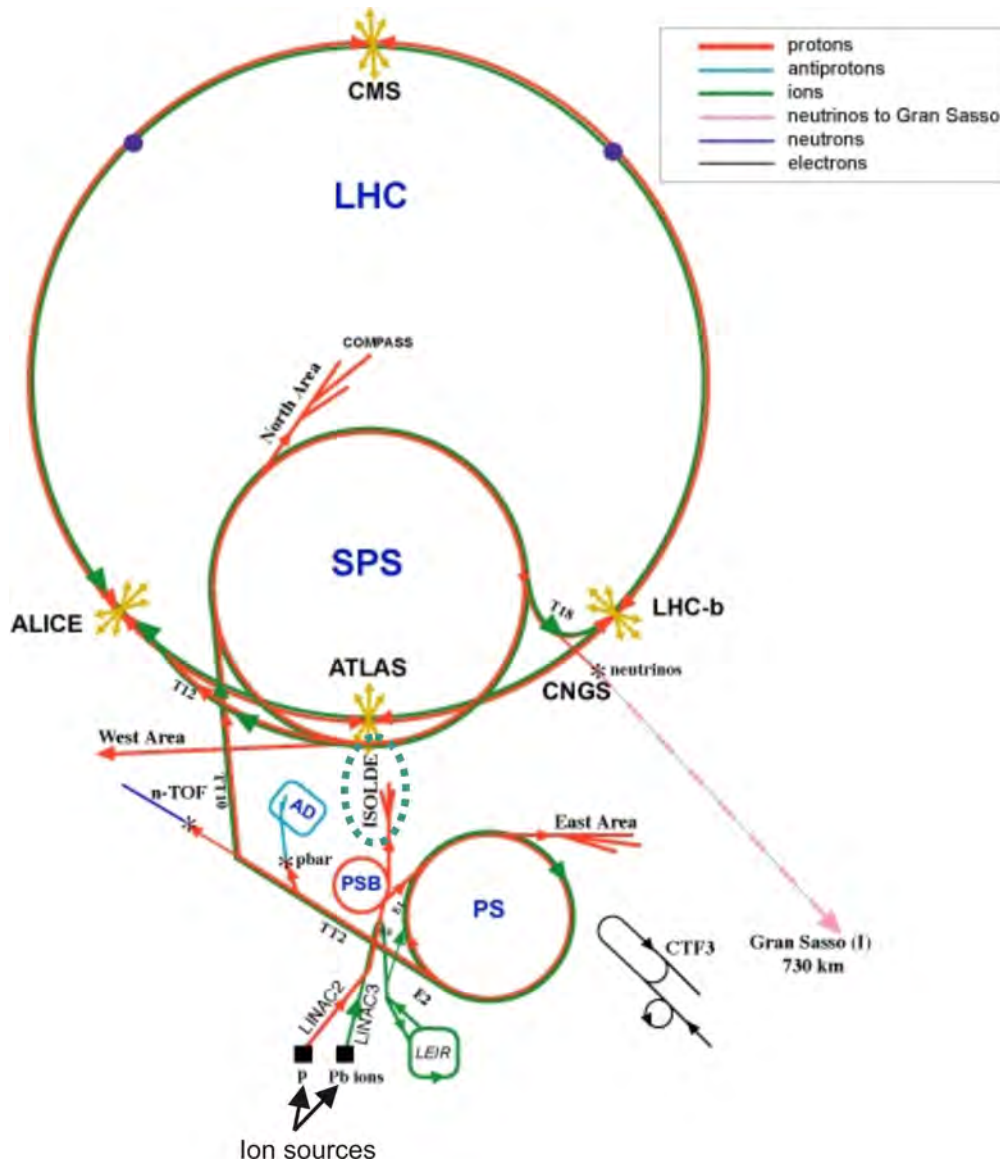 protons
antiprotons
ions
neutrinos to Gran Sasso
neutrons
electrons
CMS
LHC
COMPASS
North Area
SPS
T18
LHC-b
ALICE
ATLAS
neutrinos
CNGS
T12
West Area
TT10
n-TOF
AD
ISOLDE
East Area
pbar
PSB
PS
E1
TT2
CTF3
Gran Sasso (I)
730 km
E2
LINAC2
LINAC3
LEIR
P
Pb ions
Ion sources